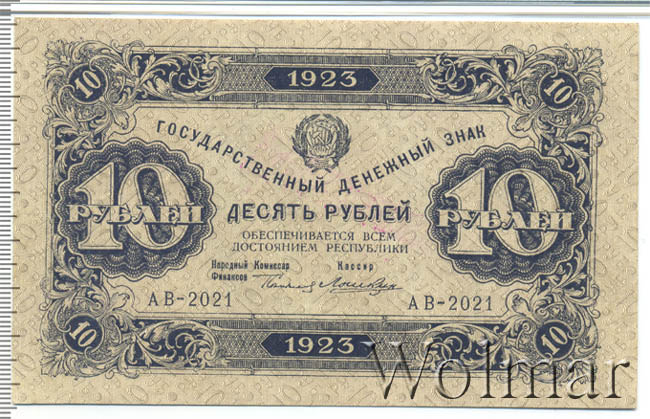 10 1923 10
ГОСУДАРСТВЕННЫЙ ДЕНЕЖНЫЙ ЗНАК
10 РУБЛЕЙ
10 РУБЛЕЙ
ДЕСЯТЬ РУБЛЕЙ
ОБЕСПЕЧИВАЕТСЯ ВСЕМ
ДОСТОЯНИЕМ РЕСПУБЛИКИ
Народный Комиссар
Финансов
Кассир
АВ-2021 АВ-2021
10 1923 10
Wolmar